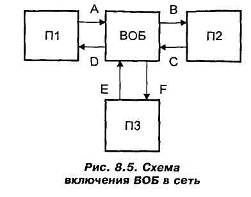 A
B
П1
ВОБ
П2
D
C
E
F
П3
Рис. 8.5. Схема
включения ВОБ в сеть